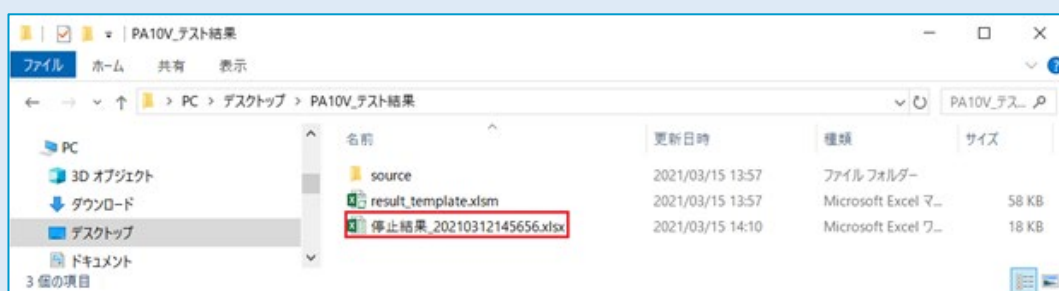 PA10V_テスト結果
ファイル ホーム 共有 表示
PC > デスクトップ > PA10V_テスト結果 PA10V_テス...
名前 更新日時 種類 サイズ
PC
3D オブジェクト
ダウンロード
デスクトップ
ドキュメント
source 2021/03/15 13:57 ファイル フォルダー
result_template.xlsm 2021/03/15 13:57 Microsoft Excel マ... 58 KB
停止結果_20210312145656.xlsx 2021/03/15 14:10 Microsoft Excel ワ... 18 KB
3 個の項目